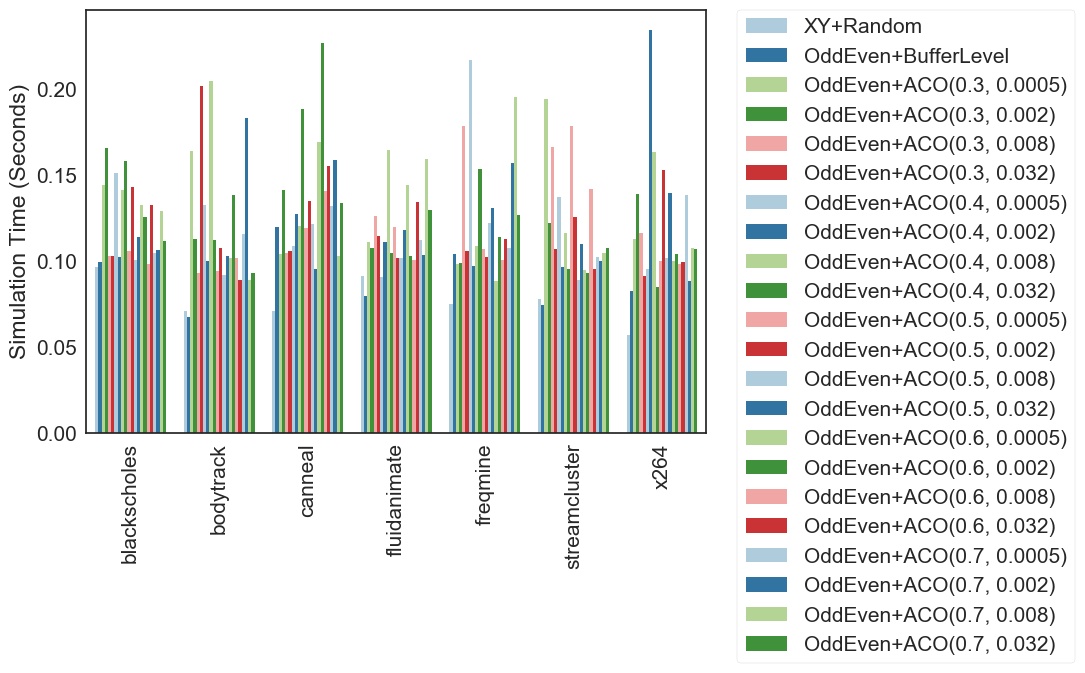 Simulation Time (Seconds)
0.20
0.15
0.10
0.05
0.00
blackscholes
bodytrack
canneal
fluidanimate
freqmine
streamcluster
x264
XY+Random
OddEven+BufferLevel
OddEven+ACO(0.3, 0.0005)
OddEven+ACO(0.3, 0.002)
OddEven+ACO(0.3, 0.008)
OddEven+ACO(0.3, 0.032)
OddEven+ACO(0.4, 0.0005)
OddEven+ACO(0.4, 0.002)
OddEven+ACO(0.4, 0.008)
OddEven+ACO(0.4, 0.032)
OddEven+ACO(0.5, 0.0005)
OddEven+ACO(0.5, 0.002)
OddEven+ACO(0.5, 0.008)
OddEven+ACO(0.5, 0.032)
OddEven+ACO(0.6, 0.0005)
OddEven+ACO(0.6, 0.002)
OddEven+ACO(0.6, 0.008)
OddEven+ACO(0.6, 0.032)
OddEven+ACO(0.7, 0.0005)
OddEven+ACO(0.7, 0.002)
OddEven+ACO(0.7, 0.008)
OddEven+ACO(0.7, 0.032)